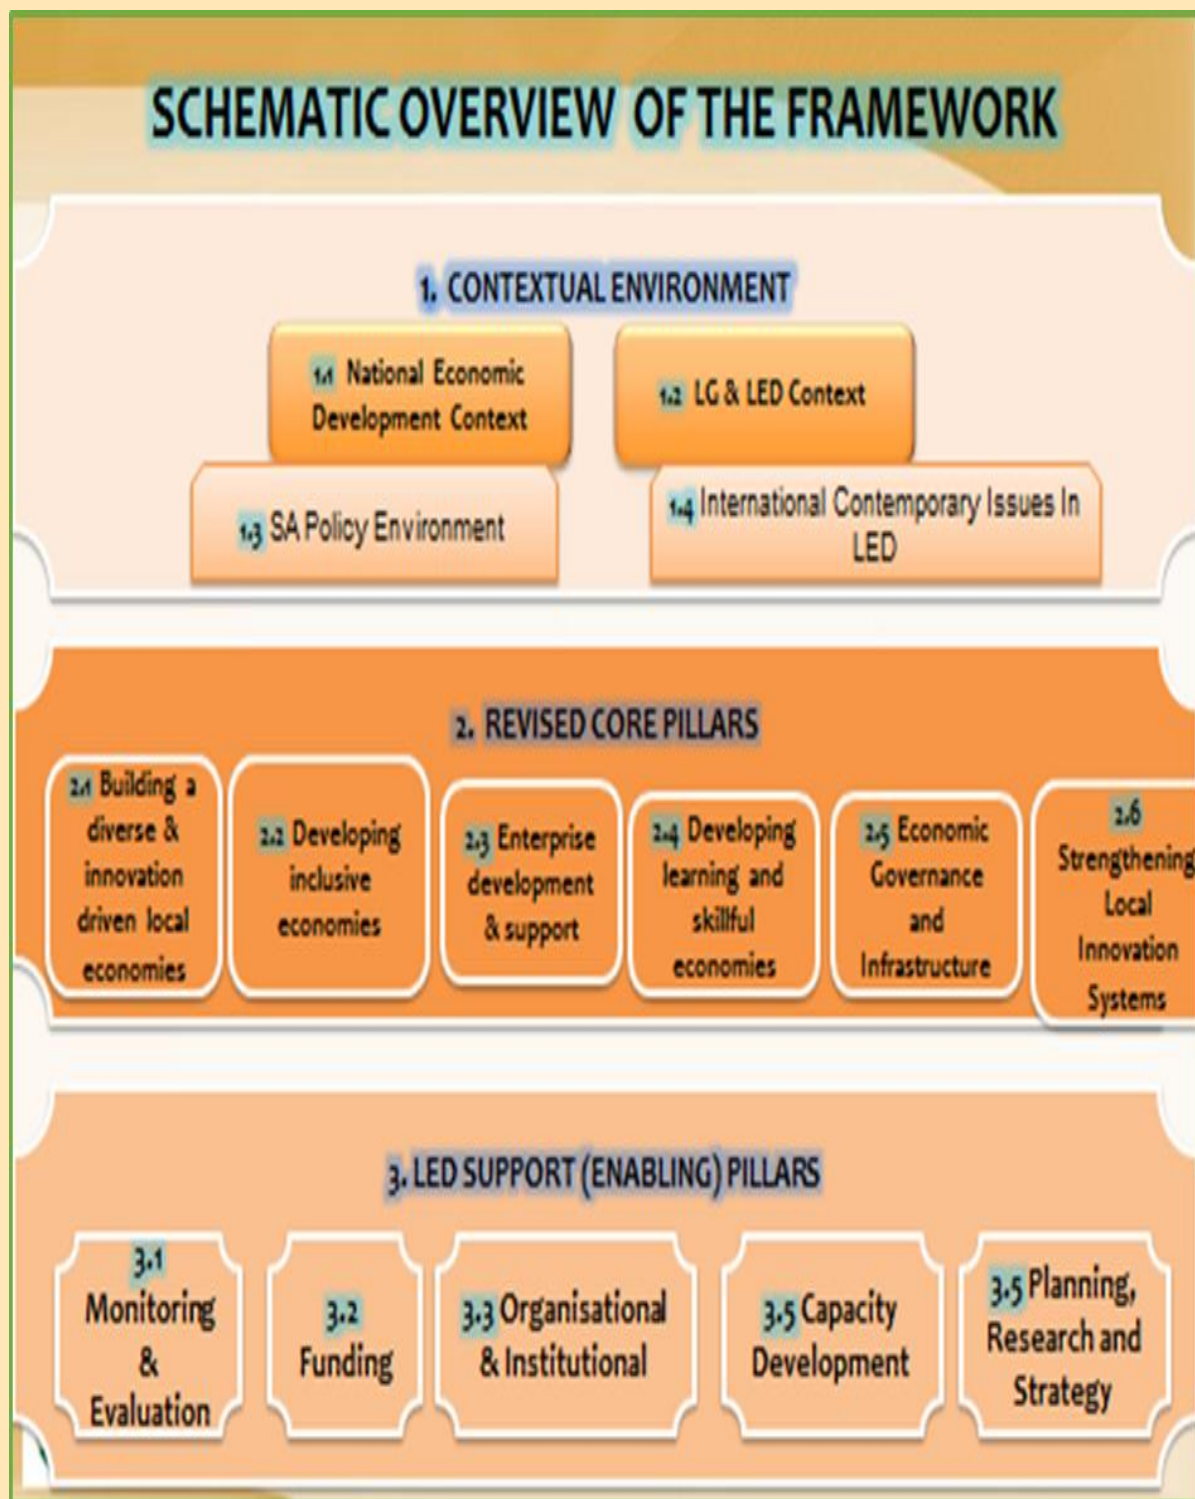 SCHEMATIC OVERVIEW OF THE FRAMEWORK
1. CONTEXTUAL ENVIRONMENT
1.1 National Economic
Development Context
1.2 LG & LED Context
1.3 SA Policy Environment
1.4 International Contemporary Issues In
LED
2. REVISED CORE PILLARS
2.1 Building a
diverse &
innovation
driven local
economies
2.2 Developing
inclusive
economies
2.3 Enterprise
development
& support
2.4 Developing
learning and
skillful
economies
2.5 Economic
Governance
and
Infrastructure
2.6
Strengthening
Local
Innovation
Systems
3. LED SUPPORT (ENABLING) PILLARS
3.1
Monitoring
&
Evaluation
3.2
Funding
3.3 Organisational
& Institutional
3.5 Capacity
Development
3.5 Planning,
Research and
Strategy